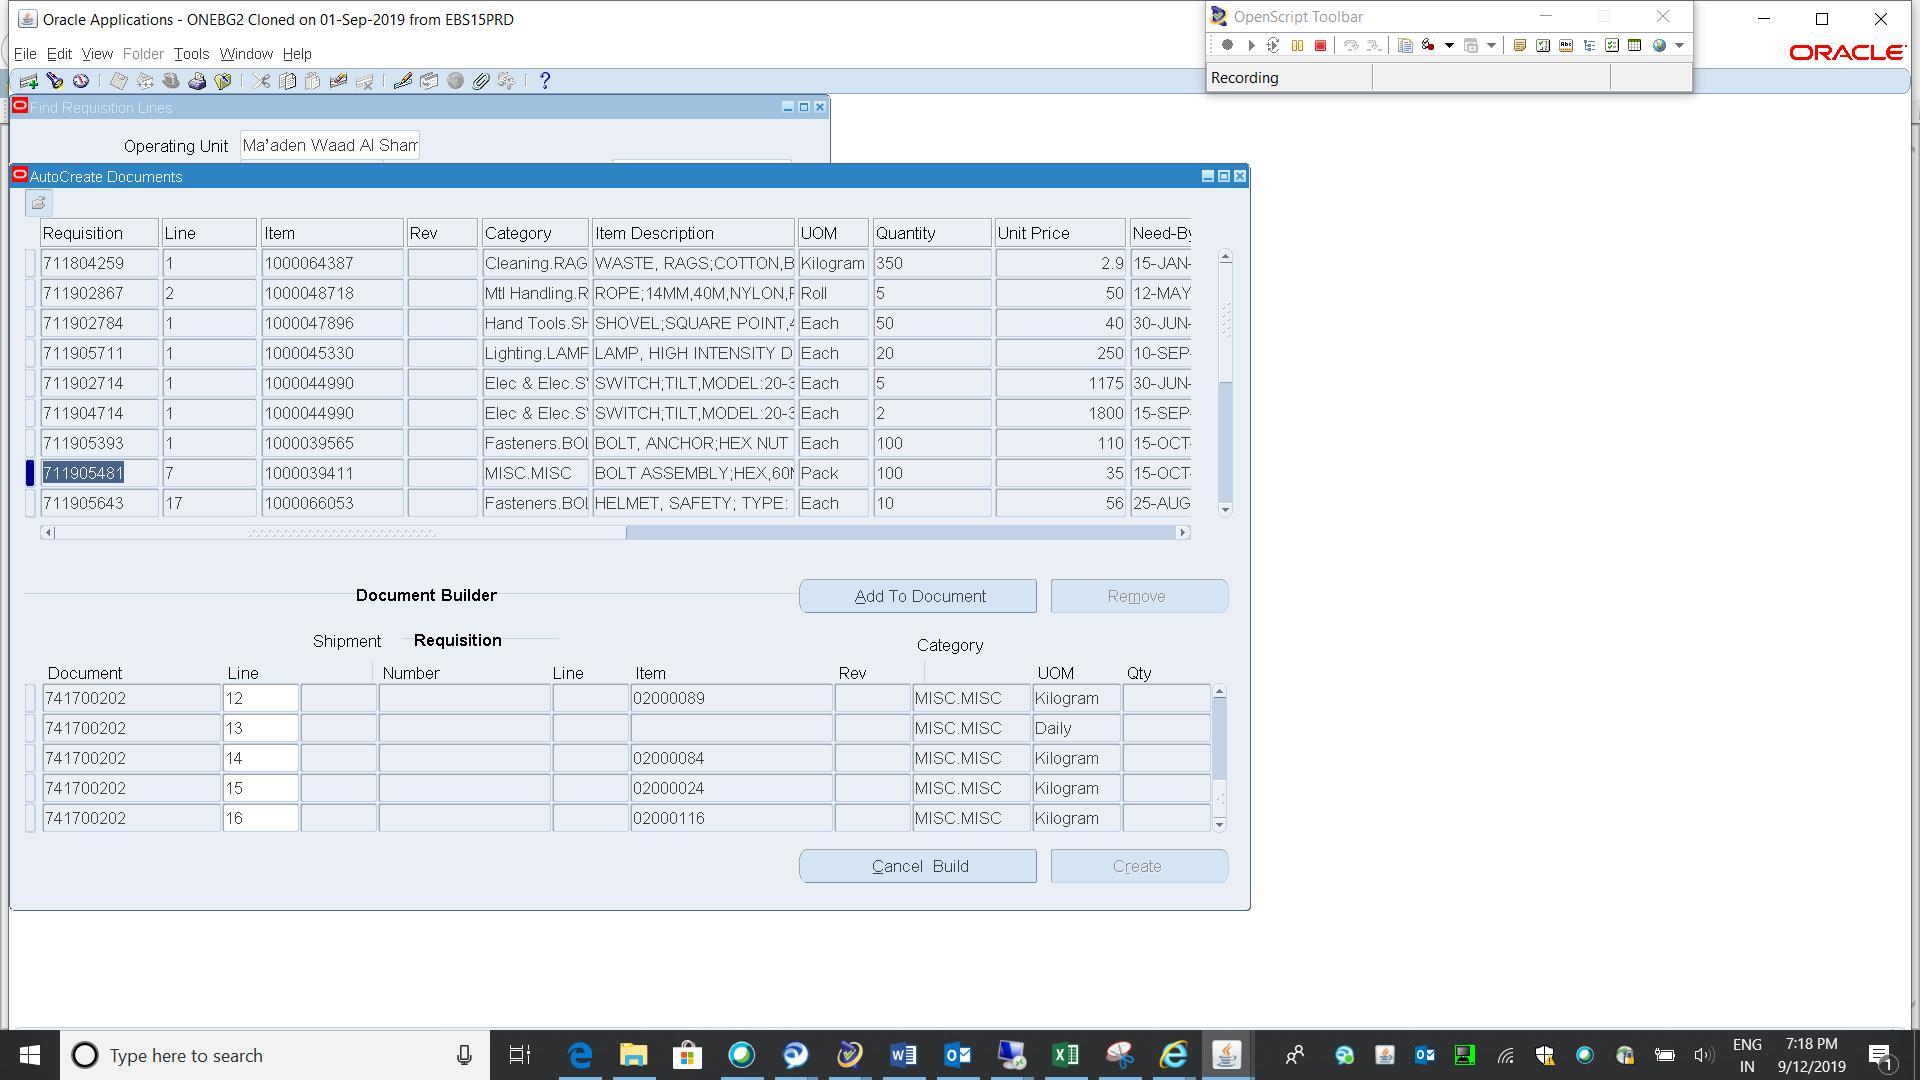 Oracle Applications - ONEBG2 Cloned on 01-Sep-2019 from EBS15PRD
OpenScript Toolbar
File Edit View Folder Tools Window Help
ORACLE
Recording
Find Requisition Lines
Operating Unit Ma'aden Waad Al Sham
AutoCreate Documents
Requisition Line Item Rev Category Item Description UOM Quantity Unit Price Need-By
711804259 1 1000064387 Cleaning.RAG WASTE, RAGS;COTTON,B Kilogram 350 2.9 15-JAN-
711902867 2 1000048718 Mtl Handling.R ROPE;14MM,40M,NYLON, Roll 5 50 12-MAY
711902784 1 1000047896 Hand Tools.SH SHOVEL;SQUARE POINT,4 Each 50 40 30-JUN-
711905711 1 1000045330 Lighting.LAMF LAMP, HIGH INTENSITY D Each 20 250 10-SEP-
711902714 1 1000044990 Elec & Elec.S SWITCH;TILT,MODEL:20-3 Each 5 1175 30-JUN-
711904714 1 1000044990 Elec & Elec.S SWITCH;TILT,MODEL:20-3 Each 2 1800 15-SEP-
711905393 1 1000039565 Fasteners.BOL BOLT, ANCHOR;HEX NUT Each 100 110 15-OCT-
711905481 7 1000039411 MISC.MISC BOLT ASSEMBLY;HEX,60M Pack 100 35 15-OCT-
711905643 17 1000066053 Fasteners.BOL HELMET, SAFETY; TYPE: Each 10 56 25-AUG
Document Builder Add To Document Remove
Shipment Requisition Category
Document Line Number Line Item Rev UOM Qty
741700202 12 02000089 MISC.MISC Kilogram
741700202 13 MISC.MISC Daily
741700202 14 02000084 MISC.MISC Kilogram
741700202 15 02000024 MISC.MISC Kilogram
741700202 16 02000116 MISC.MISC Kilogram
Cancel Build Create
Type here to search
ENG
IN
7:18 PM
9/12/2019
1